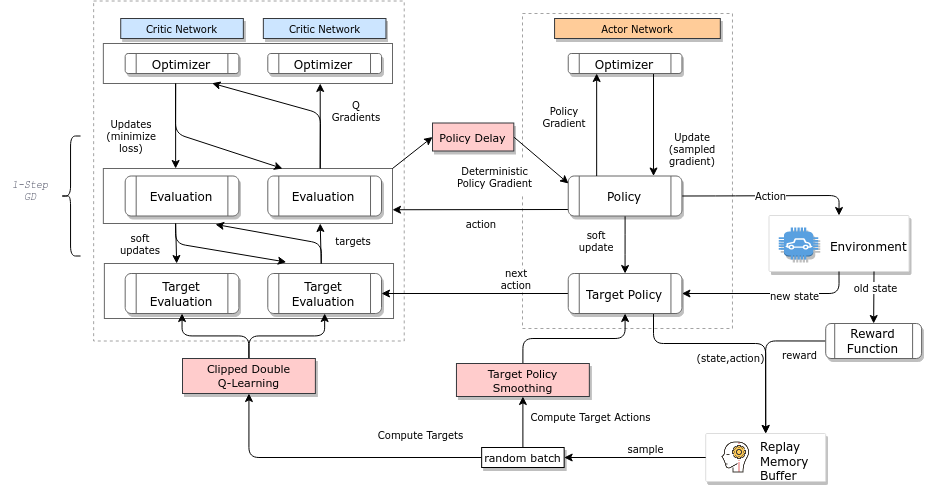 Critic Network
Critic Network
Actor Network
Optimizer
Optimizer
Optimizer
Q
Gradients
Updates
(minimize
loss)
Policy
Gradient
Update
(sampled
gradient)
Policy Delay
1-Step
GD
Evaluation
Evaluation
Deterministic
Policy Gradient
Policy
Action
action
soft
updates
targets
soft
update
Environment
Target
Evaluation
Target
Evaluation
next
action
Target Policy
new state
old state
Reward
Function
(state,action)
reward
Clipped Double
Q-Learning
Target Policy
Smoothing
Compute Target Actions
Compute Targets
random batch
sample
Replay
Memory
Buffer